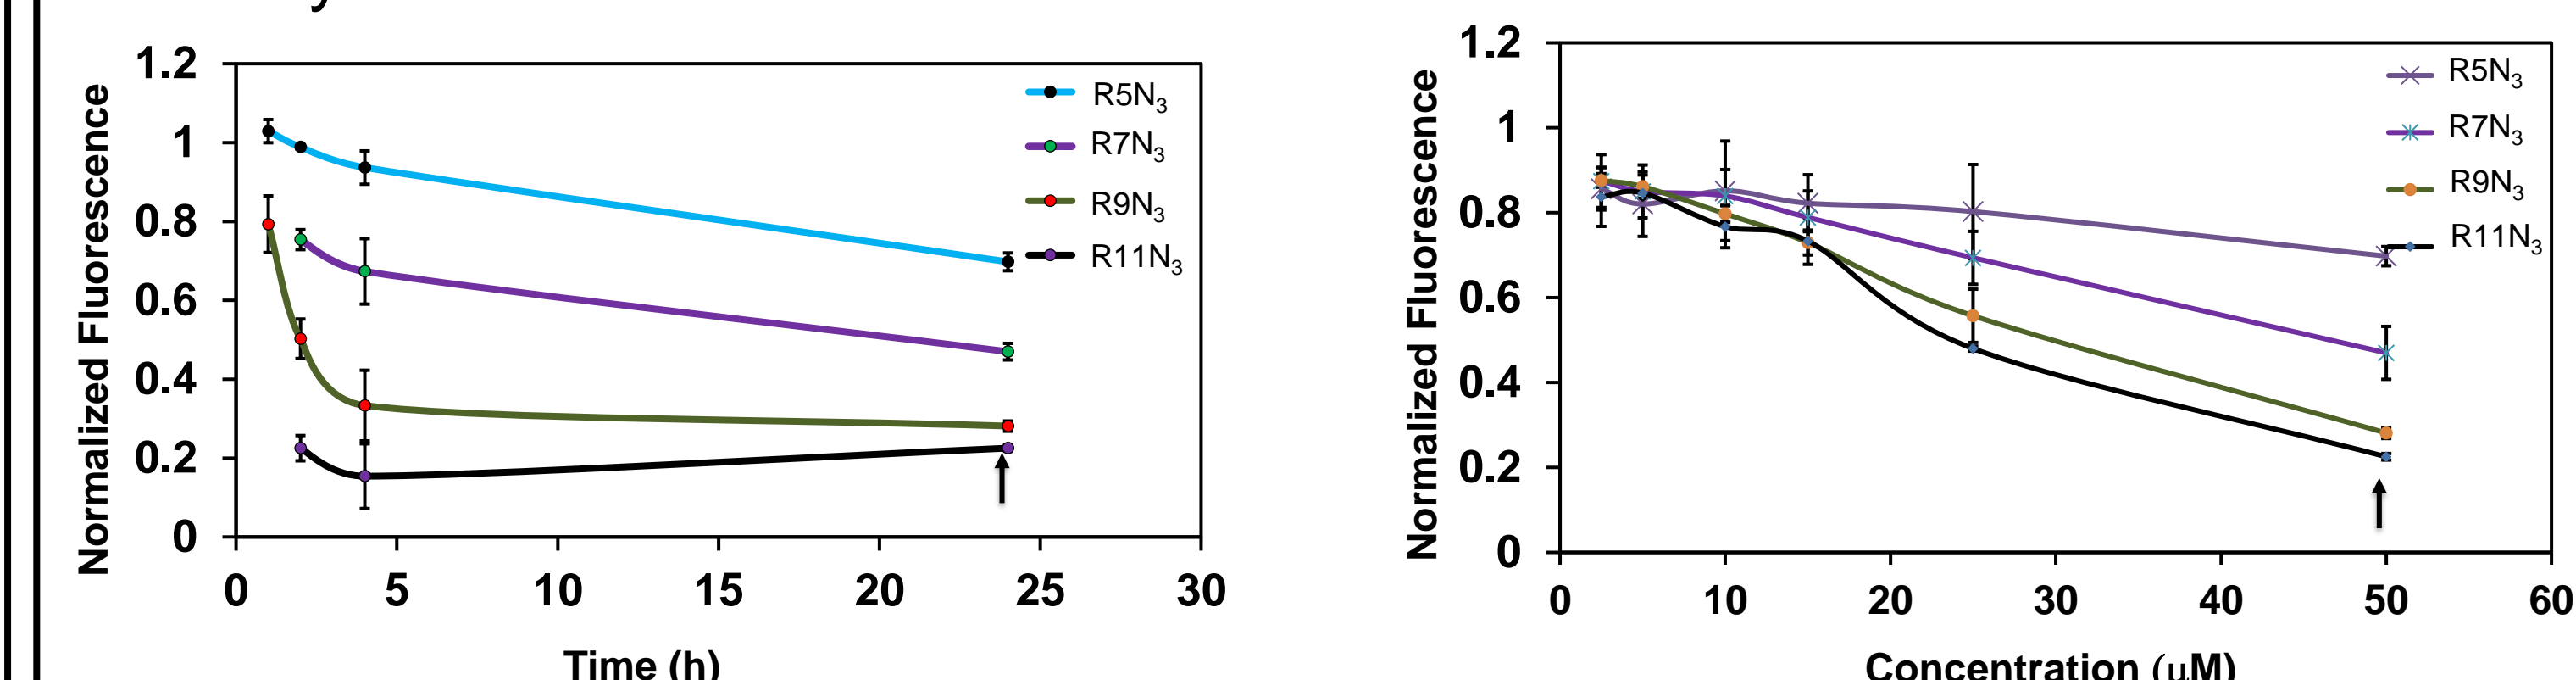 y
Normalized Fluorescence
1.2
1
0.8
0.6
0.4
0.2
0
0 5 10 15 20 25 30
Time (h)
R5N₃
R7N₃
R9N₃
R11N₃
Normalized Fluorescence
1.2
1
0.8
0.6
0.4
0.2
0
0 10 20 30 40 50 60
Concentration (μM)
R5N₃
R7N₃
R9N₃
R11N₃